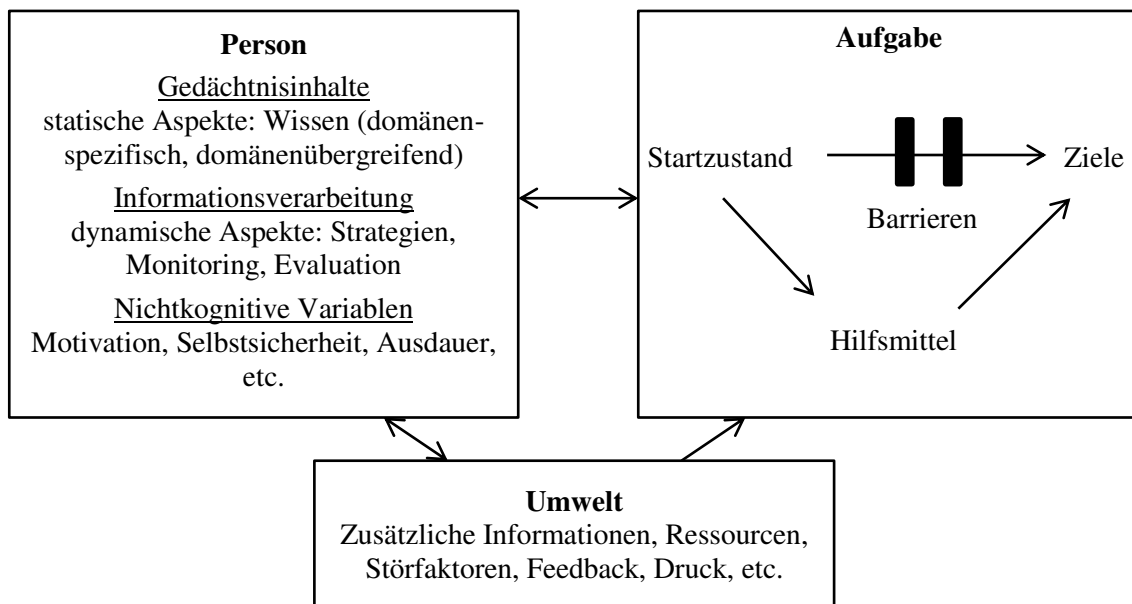 Person
Gedächtnisinhalte
statische Aspekte: Wissen (domänen-
spezifisch, domänenübergreifend)
Informationsverarbeitung
dynamische Aspekte: Strategien,
Monitoring, Evaluation
Nichtkognitive Variablen
Motivation, Selbstsicherheit, Ausdauer,
etc.
Aufgabe
Startzustand
Ziele
Barrieren
Hilfsmittel
Umwelt
Zusätzliche Informationen, Ressourcen,
Störfaktoren, Feedback, Druck, etc.